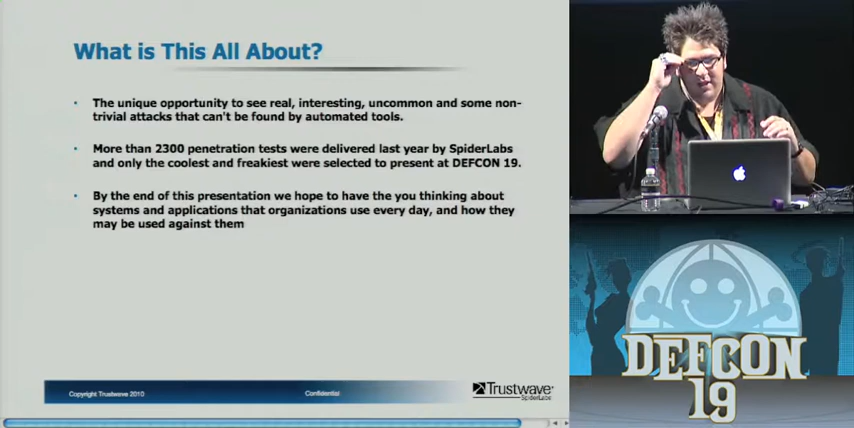 What is This All About?
• The unique opportunity to see real, interesting, uncommon and some non-
trivial attacks that can't be found by automated tools.
• More than 2300 penetration tests were delivered last year by SpiderLabs
and only the coolest and freakiest were selected to present at DEFCON 19.
• By the end of this presentation we hope to have the you thinking about
systems and applications that organizations use every day, and how they
may be used against them
Copyright Trustwave 2010
Confidential
Trustwave
SpiderLabs
DEFCON
19